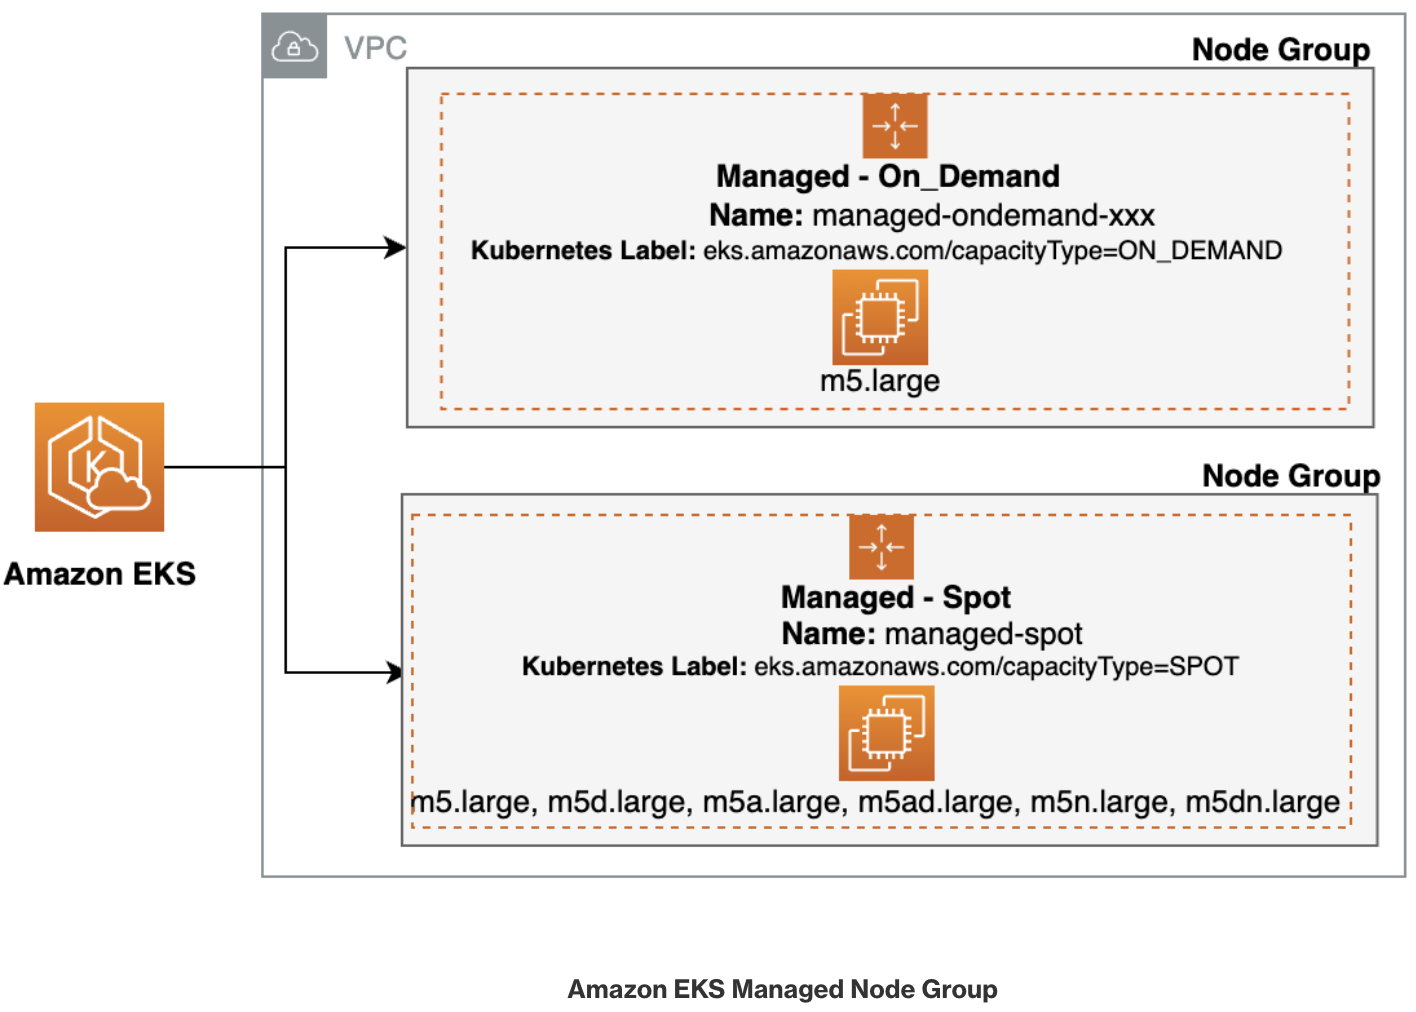 VPC
Node Group
Managed - On_Demand
Name: managed-ondemand-xxx
Kubernetes Label: eks.amazonaws.com/capacityType=ON_DEMAND
m5.large
Amazon EKS
Node Group
Managed - Spot
Name: managed-spot
Kubernetes Label: eks.amazonaws.com/capacityType=SPOT
m5.large, m5d.large, m5a.large, m5ad.large, m5n.large, m5dn.large
Amazon EKS Managed Node Group